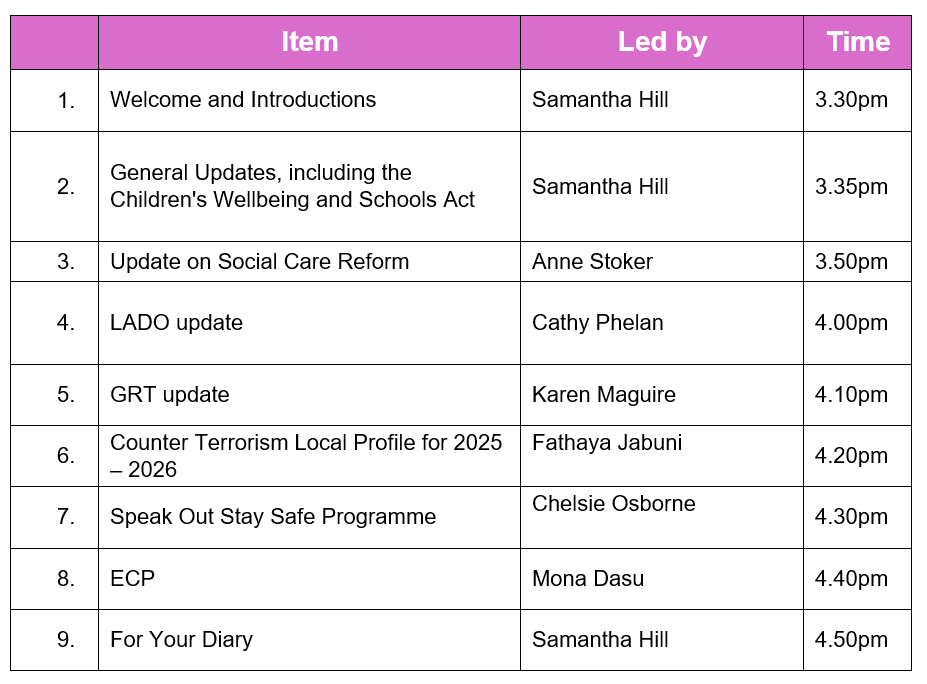 Item Led by Time
1. Welcome and Introductions Samantha Hill 3.30pm
2. General Updates, including the
Children's Wellbeing and Schools Act Samantha Hill 3.35pm
3. Update on Social Care Reform Anne Stoker 3.50pm
4. LADO update Cathy Phelan 4.00pm
5. GRT update Karen Maguire 4.10pm
6. Counter Terrorism Local Profile for 2025
– 2026 Fathaya Jabuni 4.20pm
7. Speak Out Stay Safe Programme Chelsie Osborne 4.30pm
8. ECP Mona Dasu 4.40pm
9. For Your Diary Samantha Hill 4.50pm